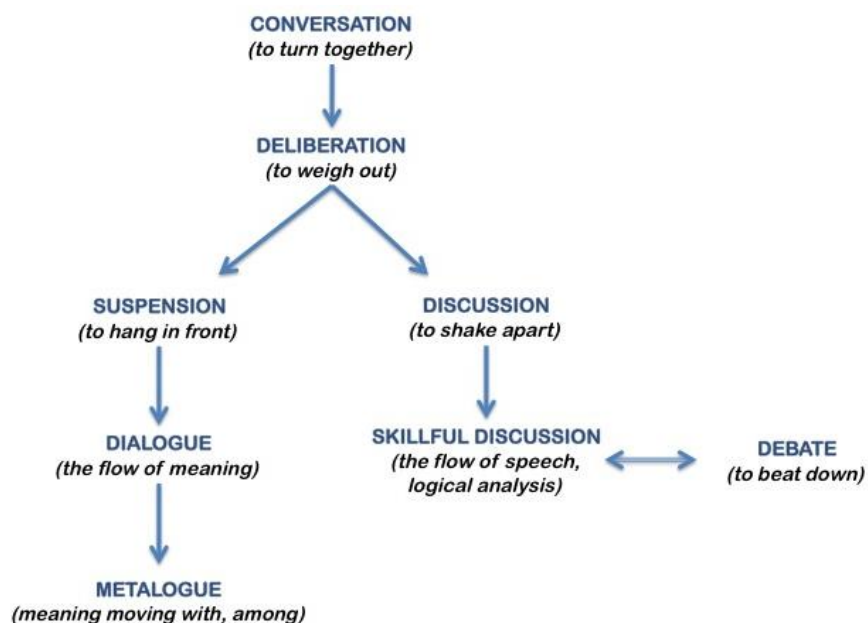 CONVERSATION
(to turn together)
DELIBERATION
(to weigh out)
SUSPENSION
(to hang in front)
DISCUSSION
(to shake apart)
DIALOGUE
(the flow of meaning)
SKILLFUL DISCUSSION
(the flow of speech,
logical analysis)
DEBATE
(to beat down)
METALOGUE
(meaning moving with, among)